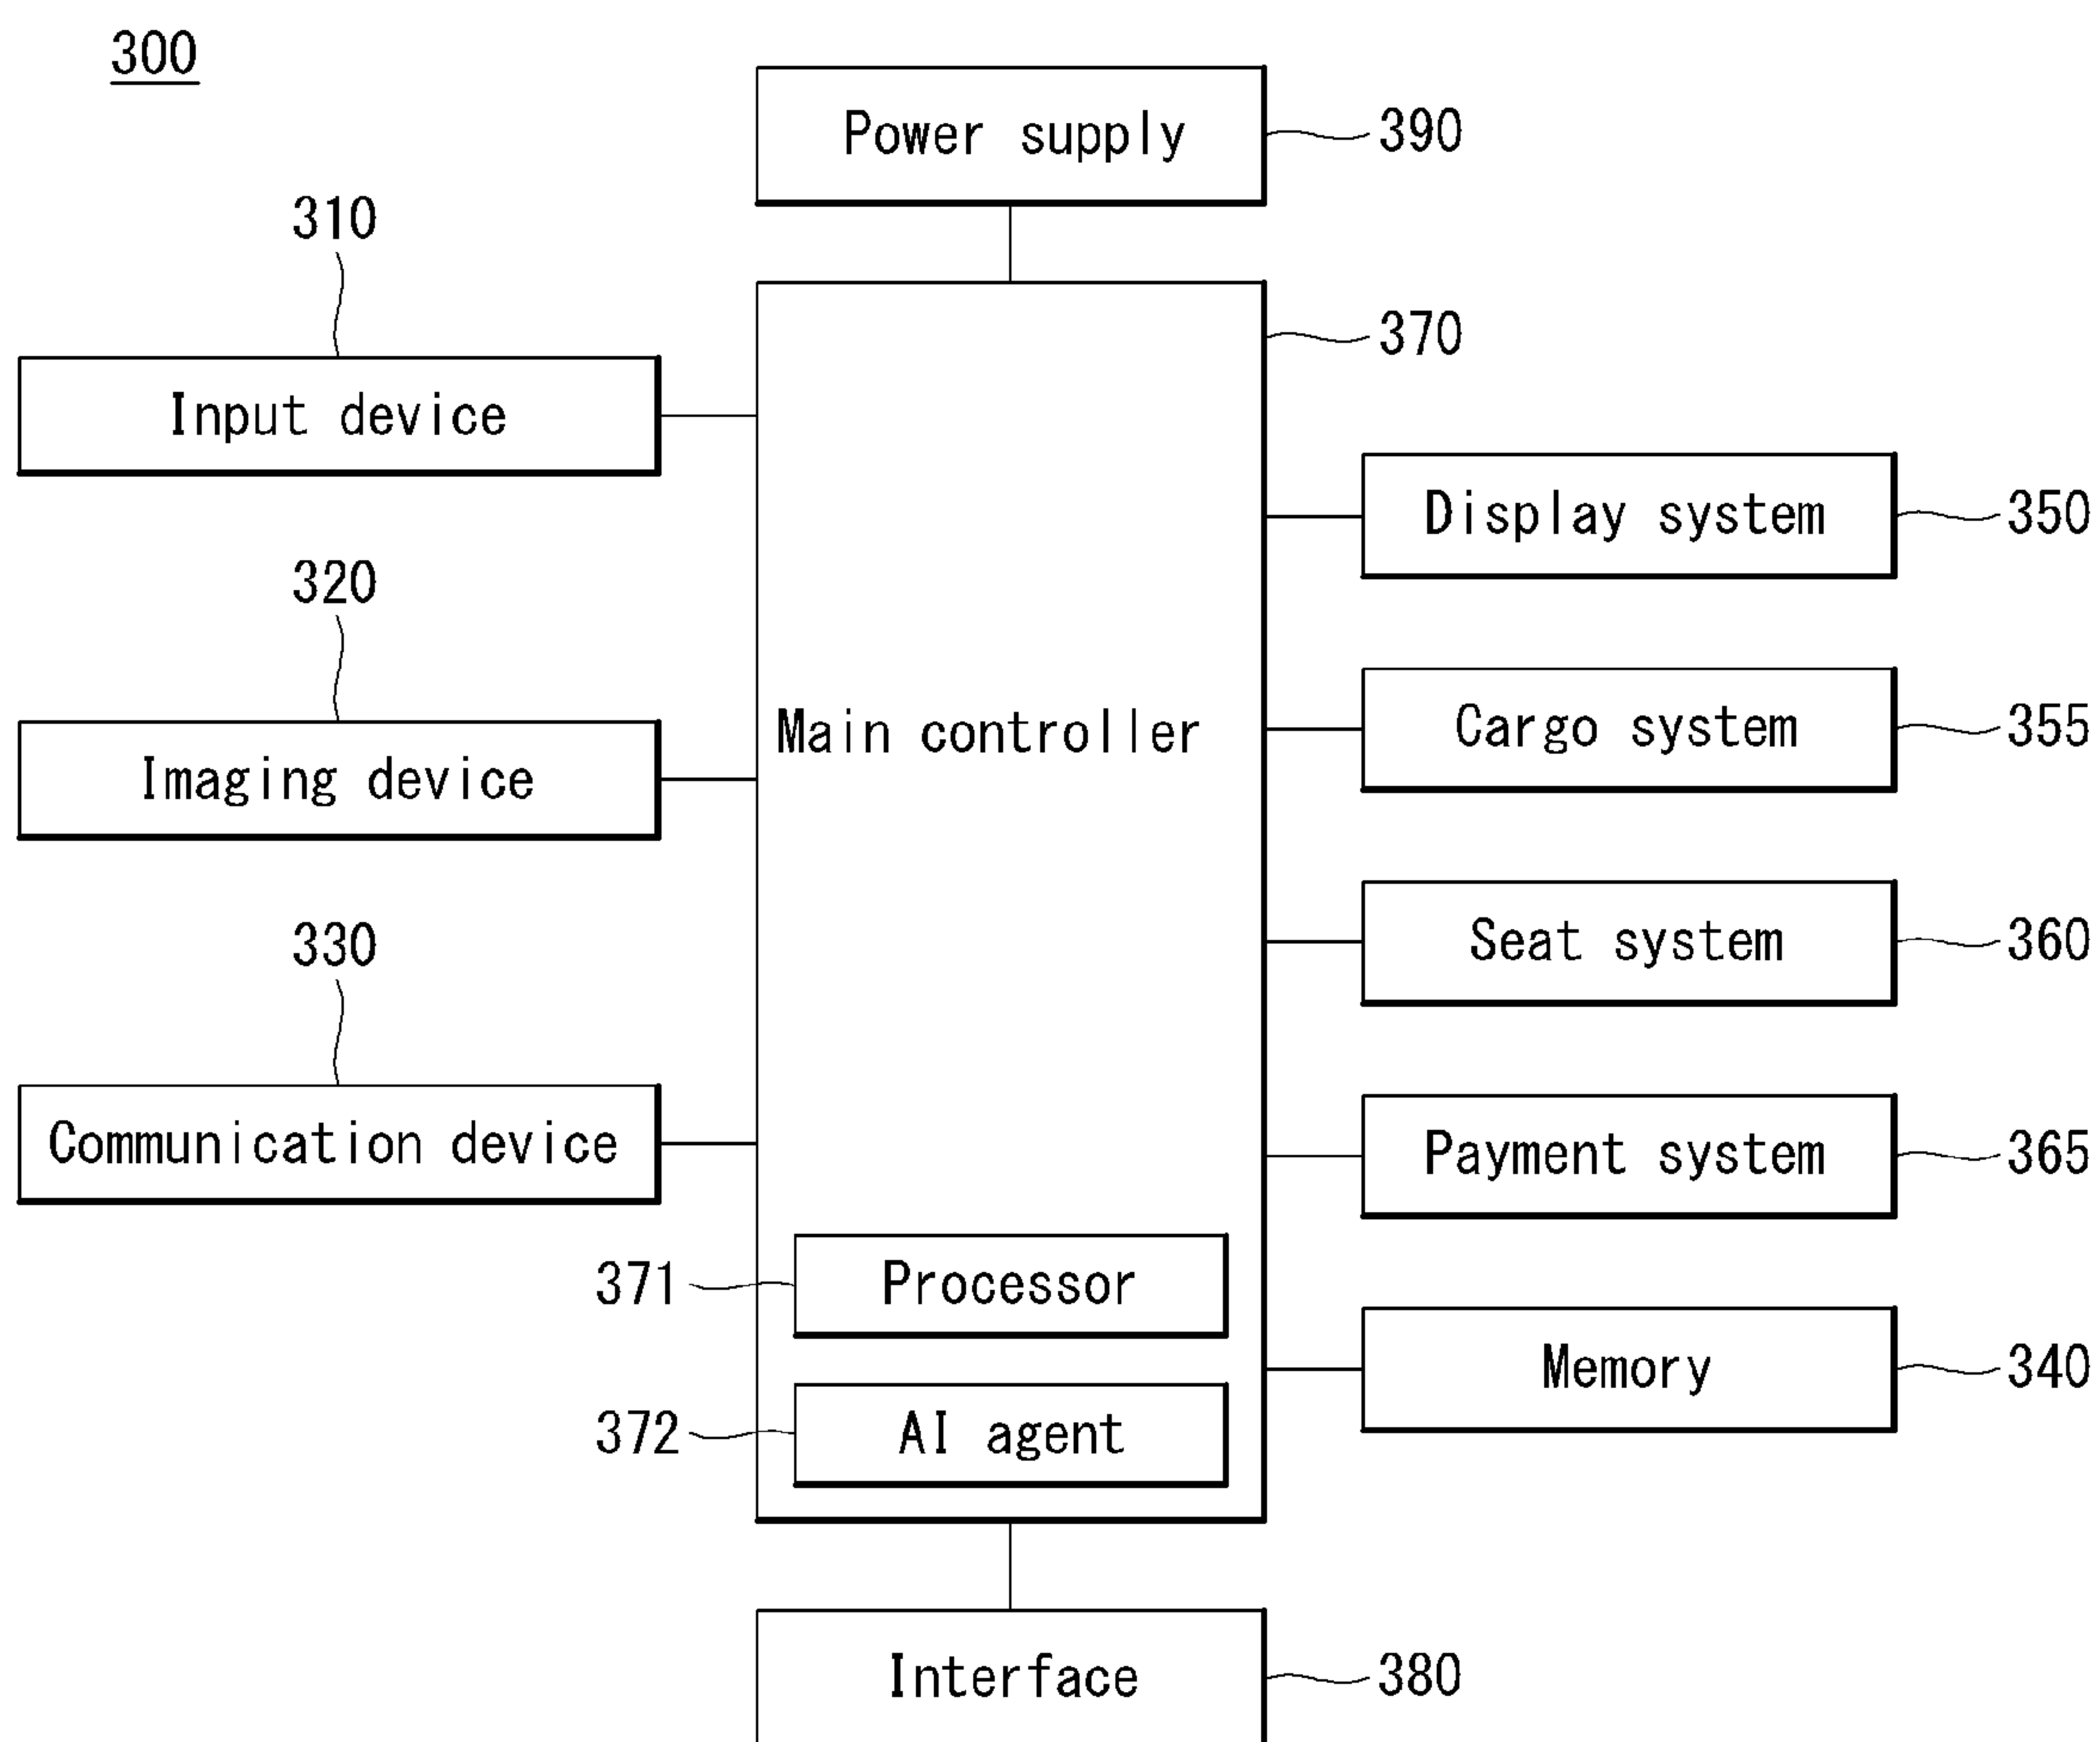 300
Power supply
390
310
370
Input device
Display system
350
320
Main controller
Cargo system
355
Imaging device
330
Seat system
360
Communication device
Payment system
365
371
Processor
Memory
340
372
AI agent
Interface
380